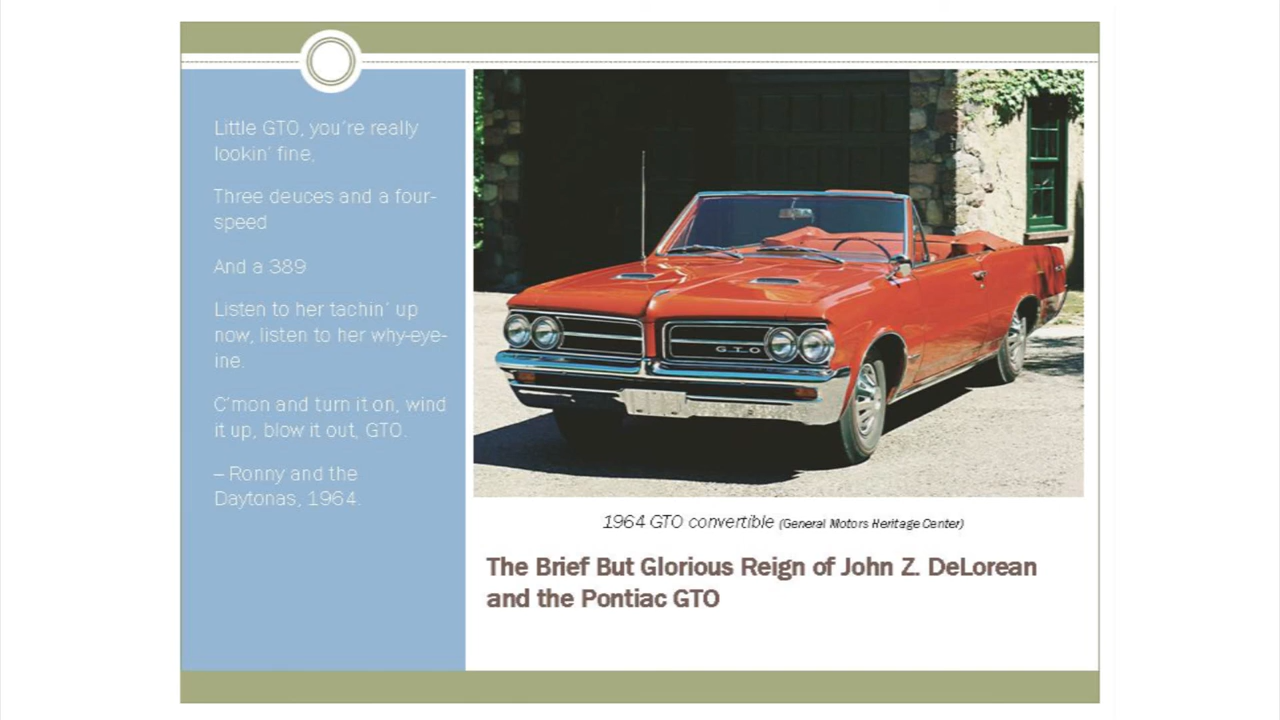 Little GTO, you're really
lookin' fine,
Three deuces and a four-
speed
And a 389
Listen to her tachin' up
now, listen to her why-eye-
ine.
C'mon and turn it on, wind
it up, blow it out, GTO.
– Ronny and the
Daytonas, 1964.
GTO
1964 GTO convertible (General Motors Heritage Center)
The Brief But Glorious Reign of John Z. DeLorean
and the Pontiac GTO